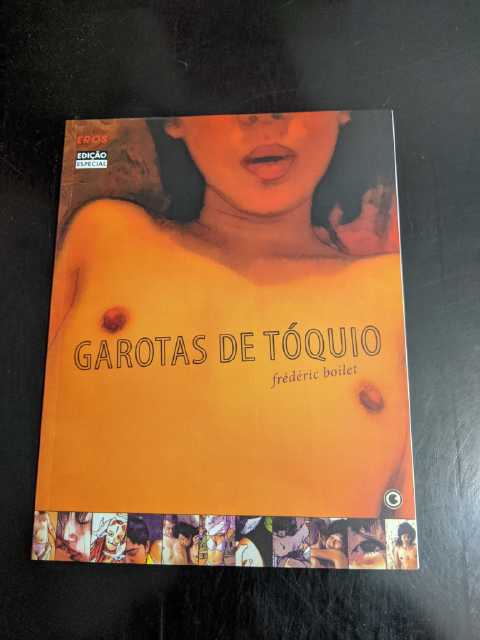 EROS
EDIÇÃO
ESPECIAL
GAROTAS DE TÓQUIO
frédéric boilet